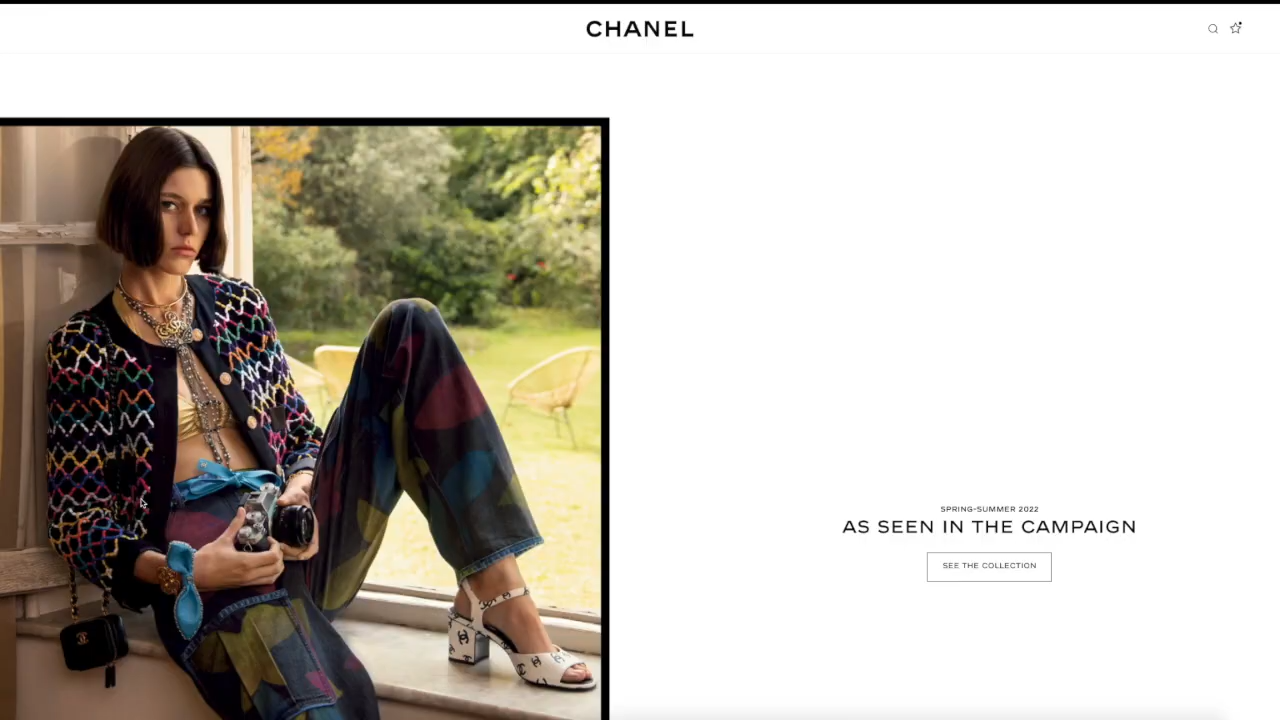 CHANEL
SPRING-SUMMER 2022
AS SEEN IN THE CAMPAIGN
SEE THE COLLECTION